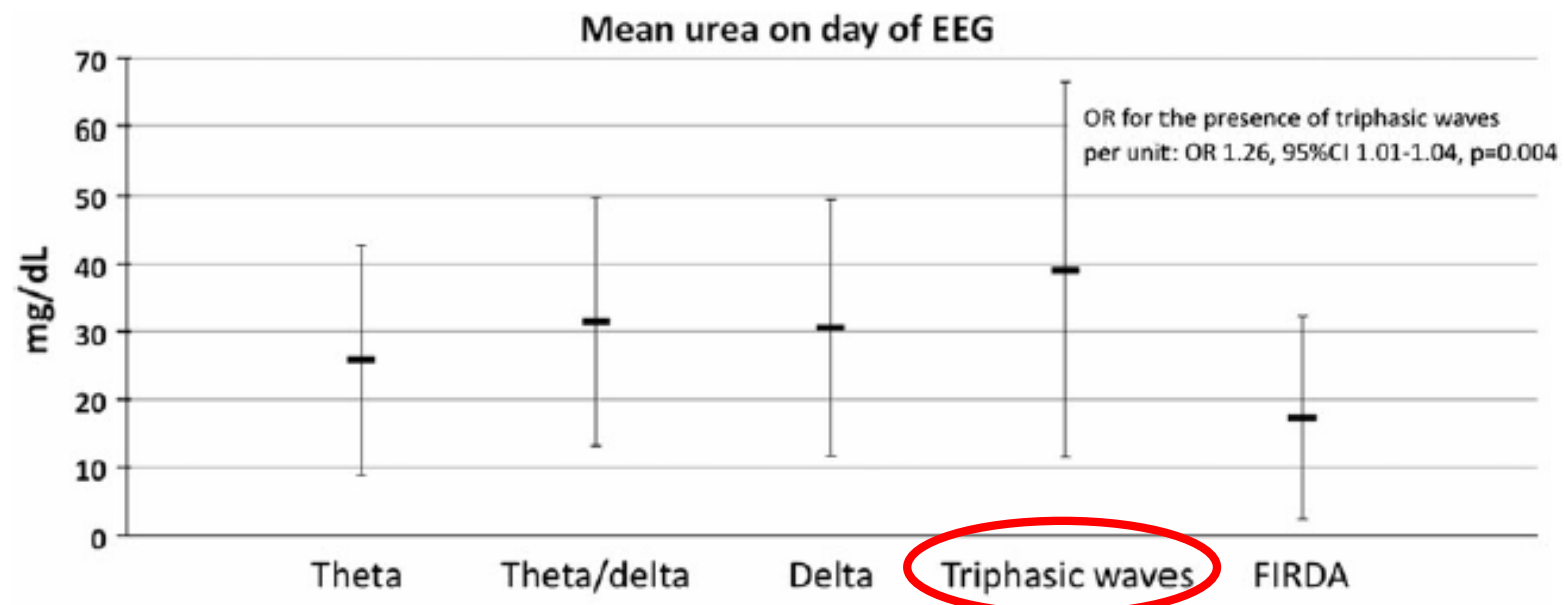 Mean urea on day of EEG
70
60
50
40
30
20
10
0
mg/dL
OR for the presence of triphasic waves
per unit: OR 1.26, 95%CI 1.01-1.04, p=0.004
Theta Theta/delta Delta Triphasic waves FIRDA